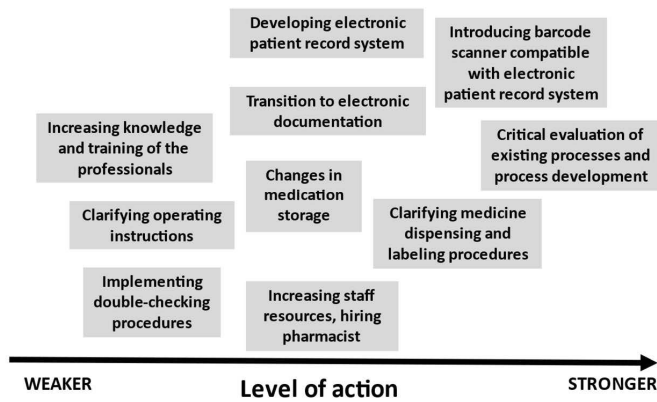 Developing electronic
patient record system
Introducing barcode
scanner compatible
with electronic
patient record system
Transition to electronic
documentation
Increasing knowledge
and training of the
professionals
Critical evaluation of
existing processes and
process development
Changes in
medication
storage
Clarifying operating
instructions
Clarifying medicine
dispensing and
labeling procedures
Implementing
double-checking
procedures
Increasing staff
resources, hiring
pharmacist
WEAKER
Level of action
STRONGER